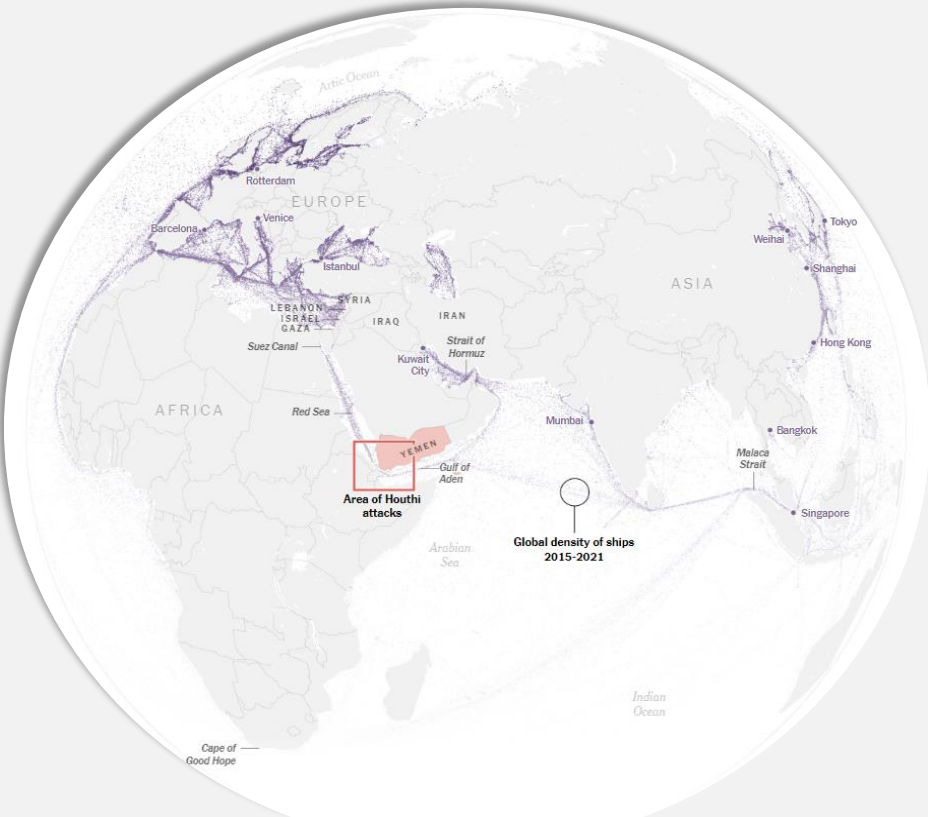 Artic Ocean
Rotterdam
EUROPE
Barcelona
Venice
Istanbul
Tokyo
Weihai
Shanghai
ASIA
SYRIA
LEBANON
ISRAEL
GAZA
IRAQ
IRAN
Suez Canal
Strait of
Hormuz
Kuwait
City
Hong Kong
AFRICA
Red Sea
Mumbai
Bangkok
YEMEN
Malaca
Strait
Gulf of
Aden
Area of Houthi
attacks
Singapore
Global density of ships
2015-2021
Arabian
Sea
Indian
Ocean
Cape of
Good Hope